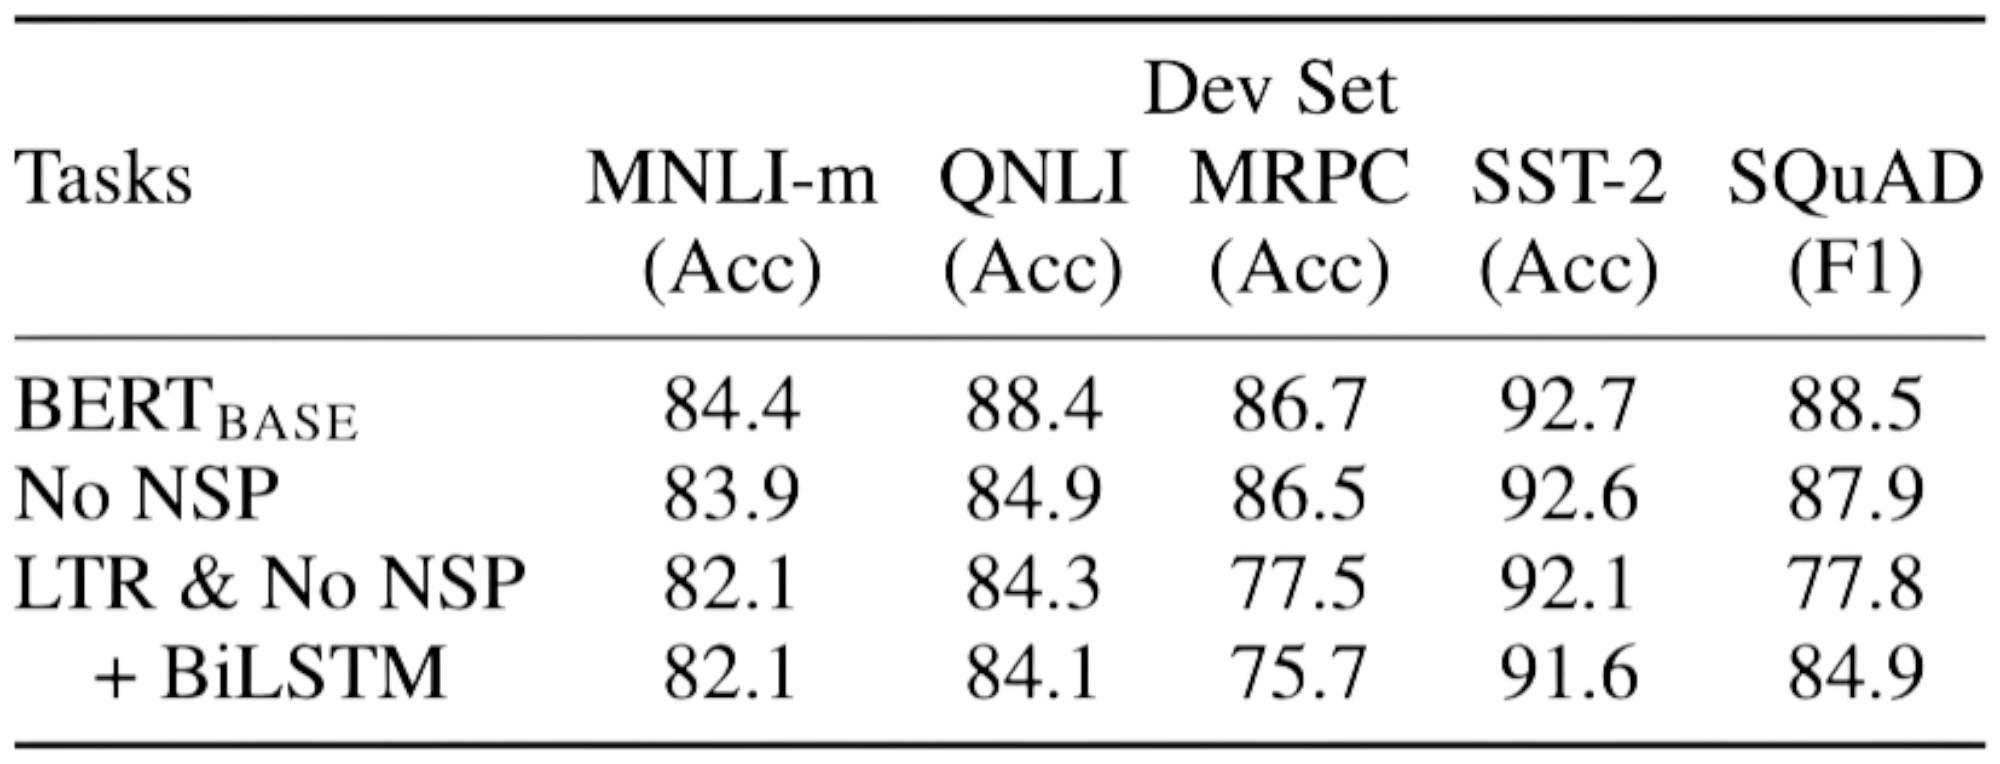 Dev Set
Tasks MNLI-m QNLI MRPC SST-2 SQuAD
(Acc) (Acc) (Acc) (Acc) (F1)
BERTBASE 84.4 88.4 86.7 92.7 88.5
No NSP 83.9 84.9 86.5 92.6 87.9
LTR & No NSP 82.1 84.3 77.5 92.1 77.8
+ BiLSTM 82.1 84.1 75.7 91.6 84.9